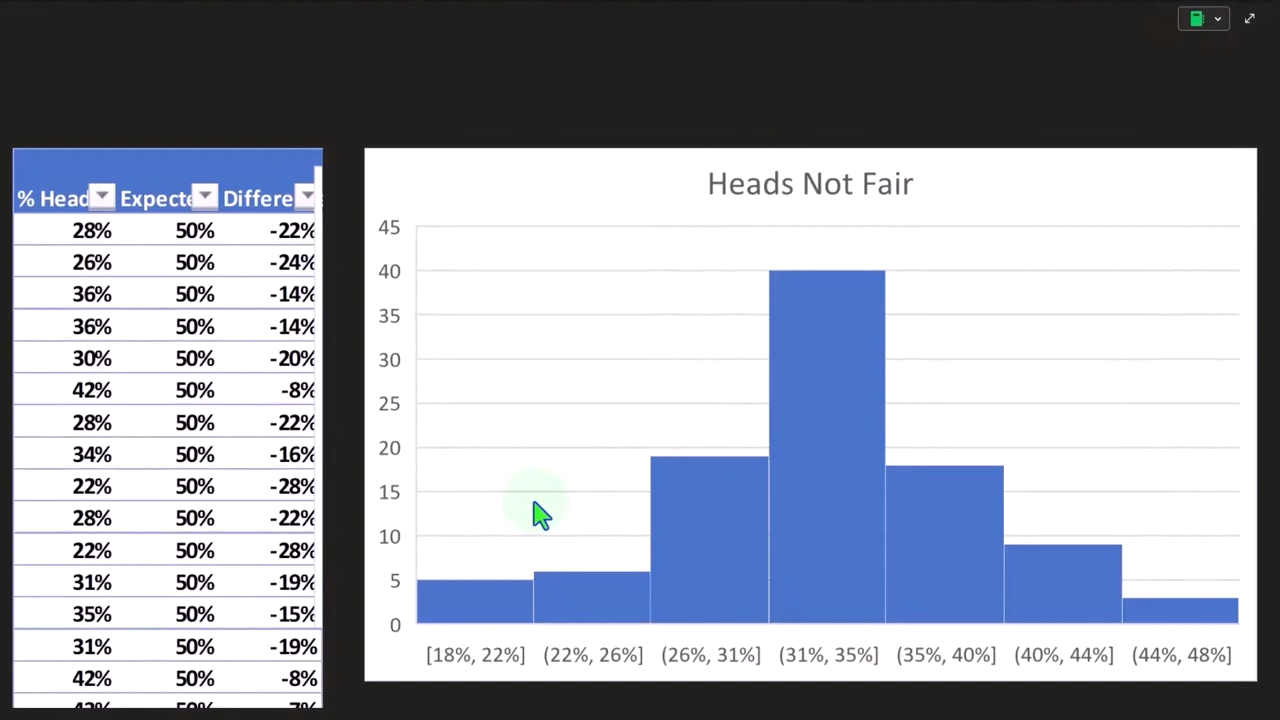 % Head Expecte Differe
28% 50% -22%
26% 50% -24%
36% 50% -14%
36% 50% -14%
30% 50% -20%
42% 50% -8%
28% 50% -22%
34% 50% -16%
22% 50% -28%
28% 50% -22%
22% 50% -28%
31% 50% -19%
35% 50% -15%
31% 50% -19%
42% 50% -8%
Heads Not Fair
45
40
35
30
25
20
15
10
5
0
[18%, 22%] (22%, 26%] (26%, 31%] (31%, 35%] (35%, 40%] (40%, 44%] (44%, 48%]